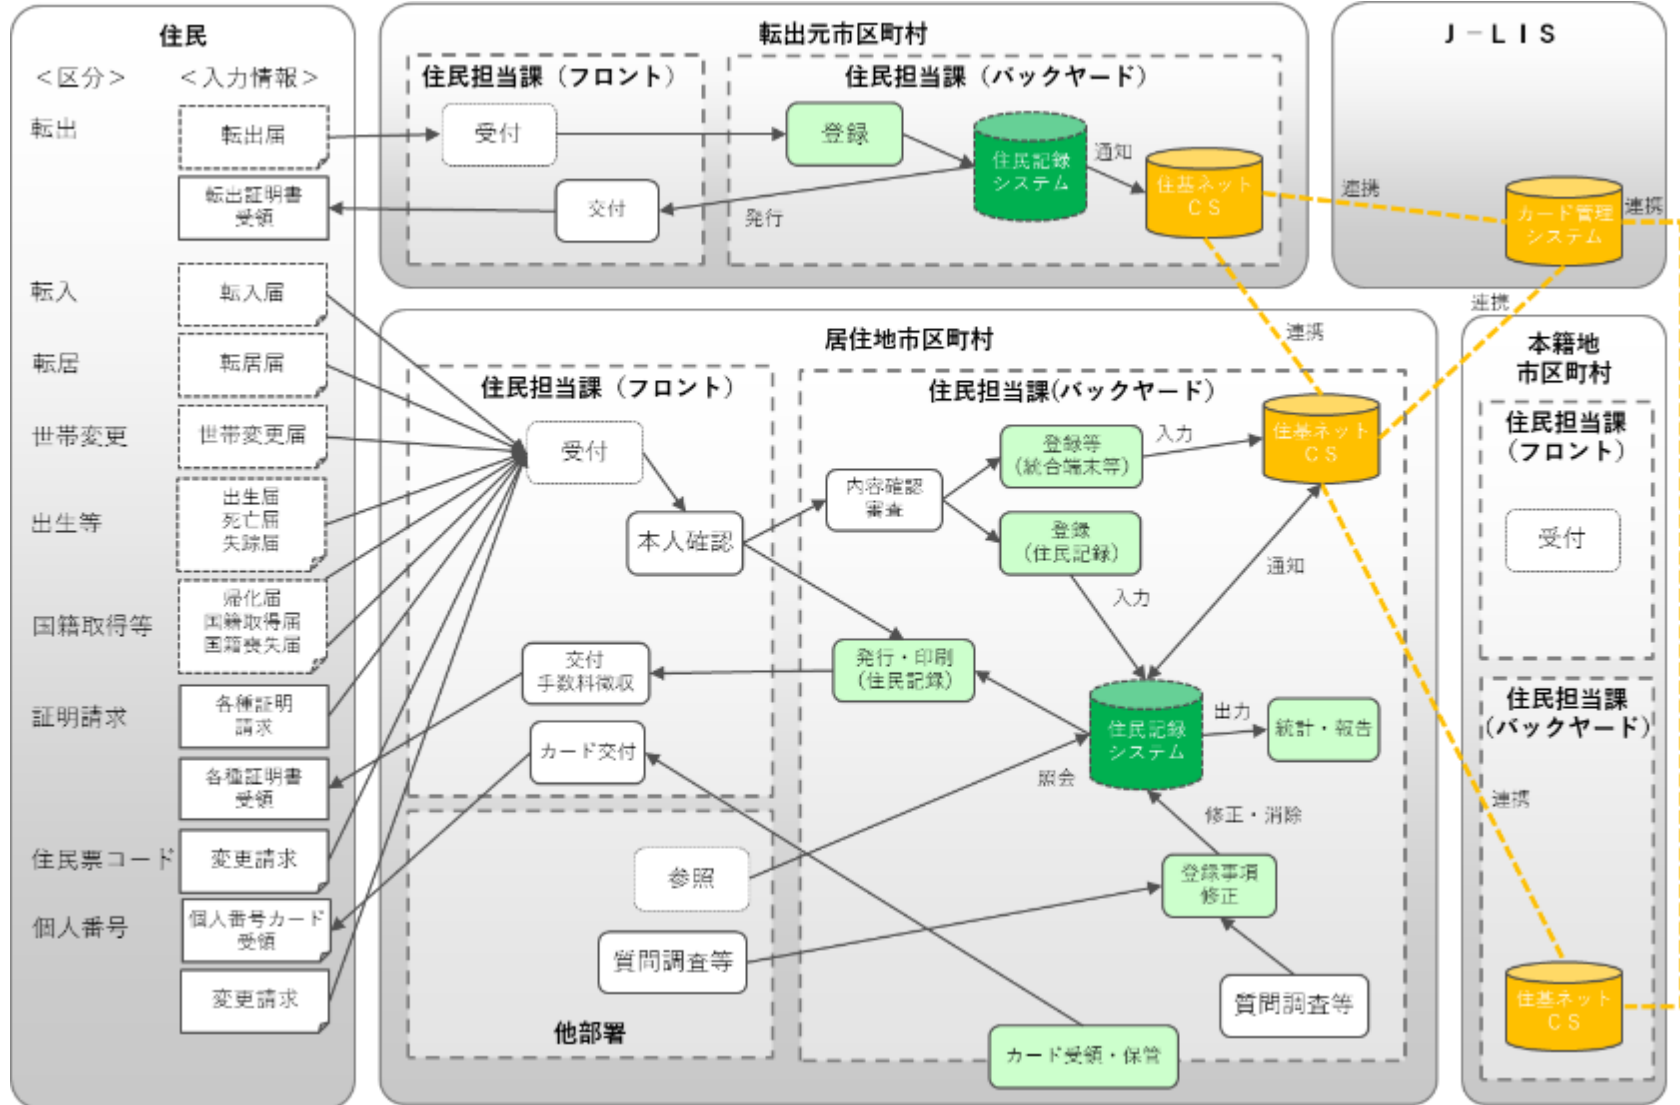 住民
＜区分＞
＜入力情報＞
転出
転出届
転出証明書
受領
転入
転入届
転居
転居届
世帯変更
世帯変更届
出生等
出生届
死亡届
失踪届
国籍取得等
帰化届
国籍取得届
国籍喪失届
証明請求
各種証明
請求
各種証明書
受領
住民票コード
変更請求
個人番号
個人番号カード
受領
変更請求
転出元市区町村
住民担当課（フロント）
受付
交付
住民担当課（バックヤード）
登録
住民記録
システム
通知
住基ネット
ＣＳ
発行
連携
Ｊ－ＬＩＳ
カード管理
システム
連携
連携
連携
居住地市区町村
住民担当課（フロント）
受付
本人確認
交付
手数料徴収
カード交付
住民担当課(バックヤード)
内容確認
審査
登録等
(統合端末等)
入力
住基ネット
ＣＳ
登録
(住民記録)
入力
通知
発行・印刷
(住民記録)
住民記録
システム
出力
統計・報告
照会
修正・消除
登録事項
修正
質問調査等
カード受領・保管
参照
質問調査等
他部署
本籍地
市区町村
住民担当課
（フロント）
受付
住民担当課
(バックヤード)
連携
住基ネット
ＣＳ